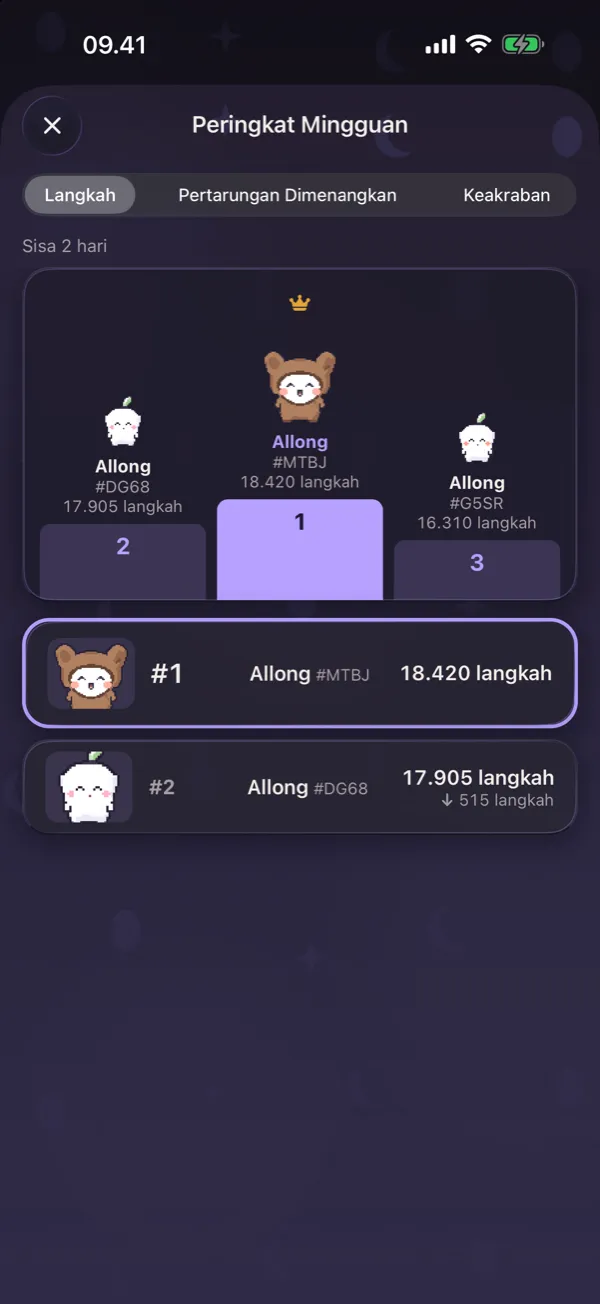 09.41
Peringkat Mingguan
Langkah
Pertarungan Dimenangkan
Keakraban
Sisa 2 hari
Allong
#MTBJ
18.420 langkah
1
Allong
#DG68
17.905 langkah
2
Allong
#G5SR
16.310 langkah
3
#1 Allong #MTBJ 18.420 langkah
#2 Allong #DG68 17.905 langkah
↓ 515 langkah